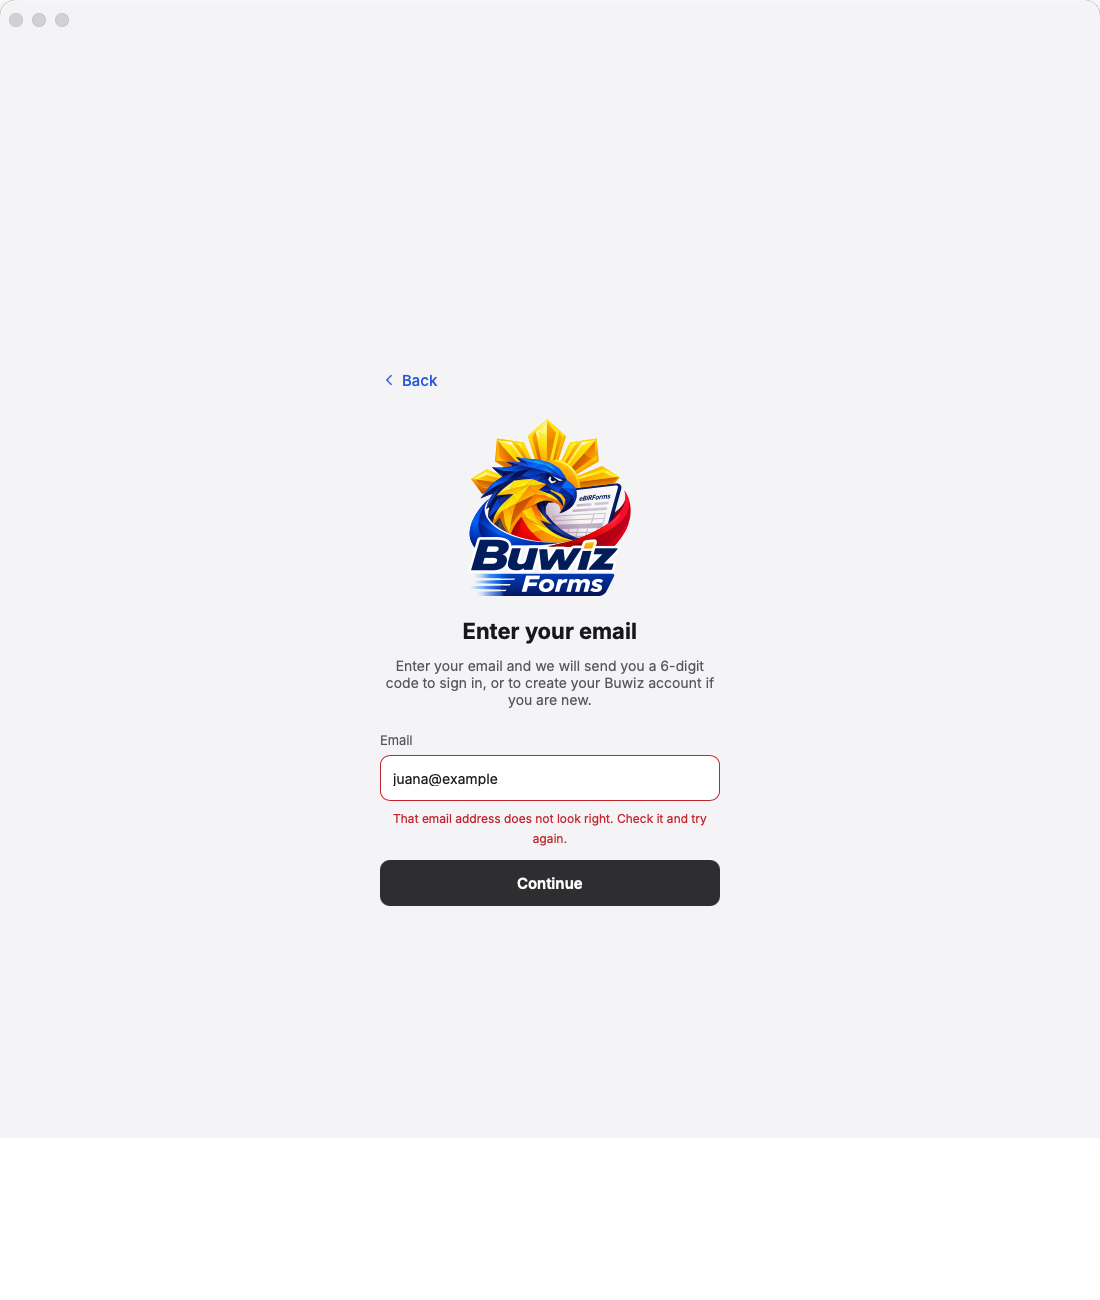 Back
eBIRForms
Buwiz
Forms
Enter your email
Enter your email and we will send you a 6-digit
code to sign in, or to create your Buwiz account if
you are new.
Email
juana@example
That email address does not look right. Check it and try
again.
Continue